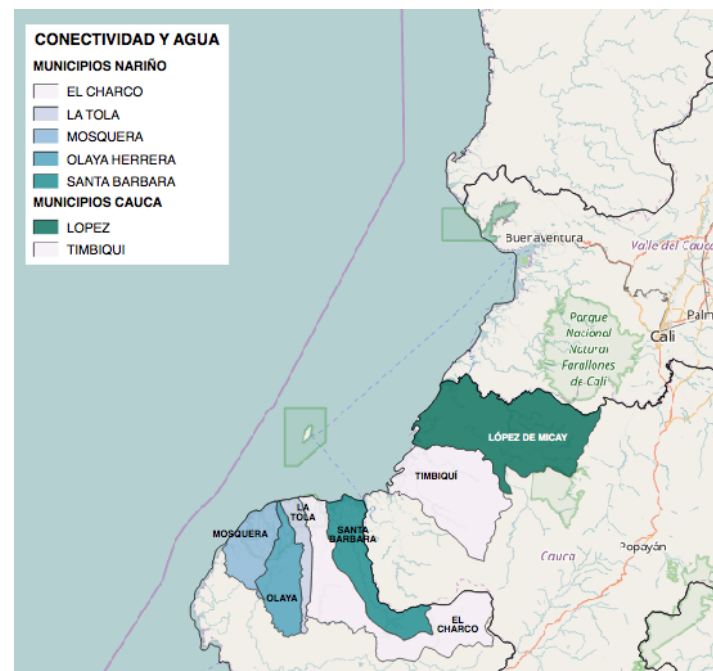 CONECTIVIDAD Y AGUA
MUNICIPIOS NARIÑO
EL CHARCO
LA TOLA
MOSQUERA
OLAYA HERRERA
SANTA BARBARA
MUNICIPIOS CAUCA
LOPEZ
TIMBIQUI
Buenaventura
Valle del Cauca
Parque
Nacional
Natural
Farallones
de Cali
Cali
Palm
LÓPEZ DE MICAY
TIMBIQUÍ
LA
TOLA
MOSQUERA
SANTA
BARBARA
Cauca
Popayán
OLAYA
EL
CHARCO